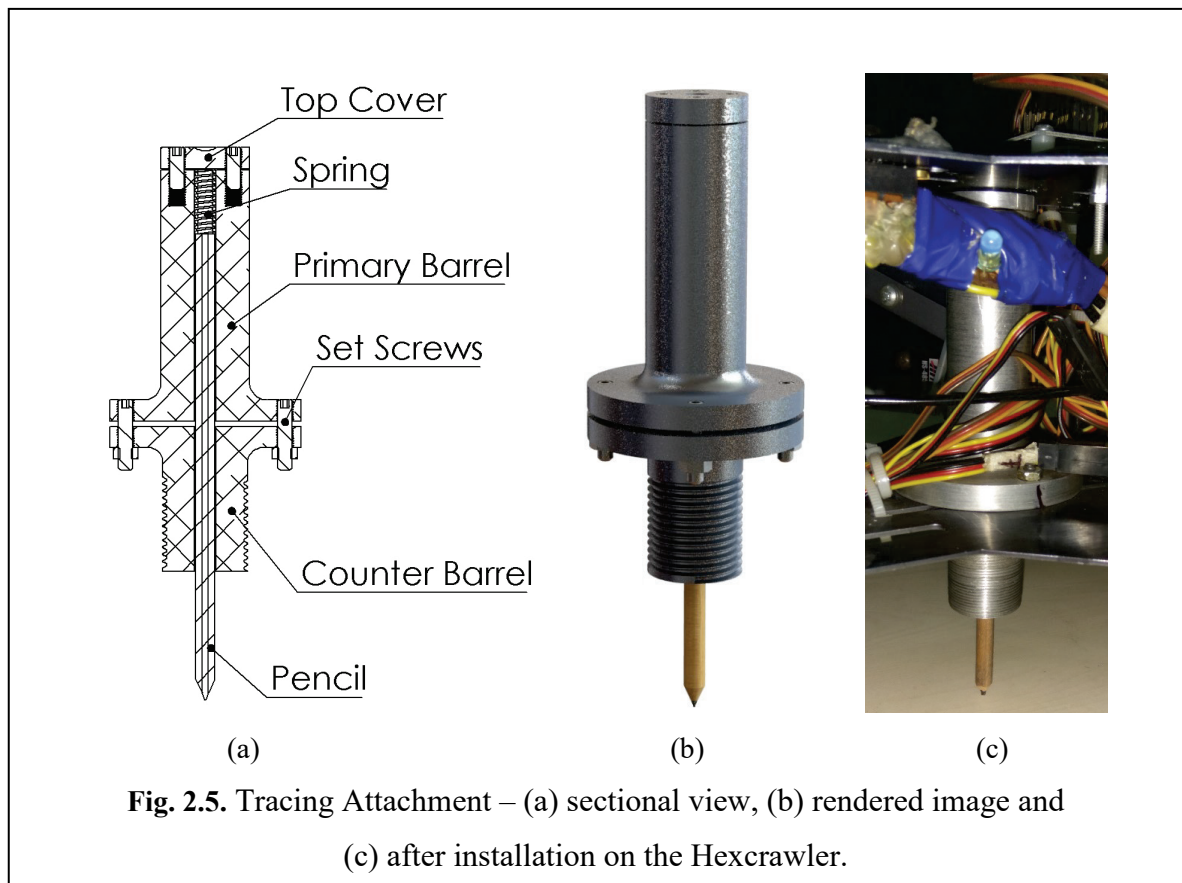 Top Cover
Spring
Primary Barrel
Set Screws
Counter Barrel
Pencil
(a)
(b)
(c)
Fig. 2.5. Tracing Attachment – (a) sectional view, (b) rendered image and
(c) after installation on the Hexcrawler.